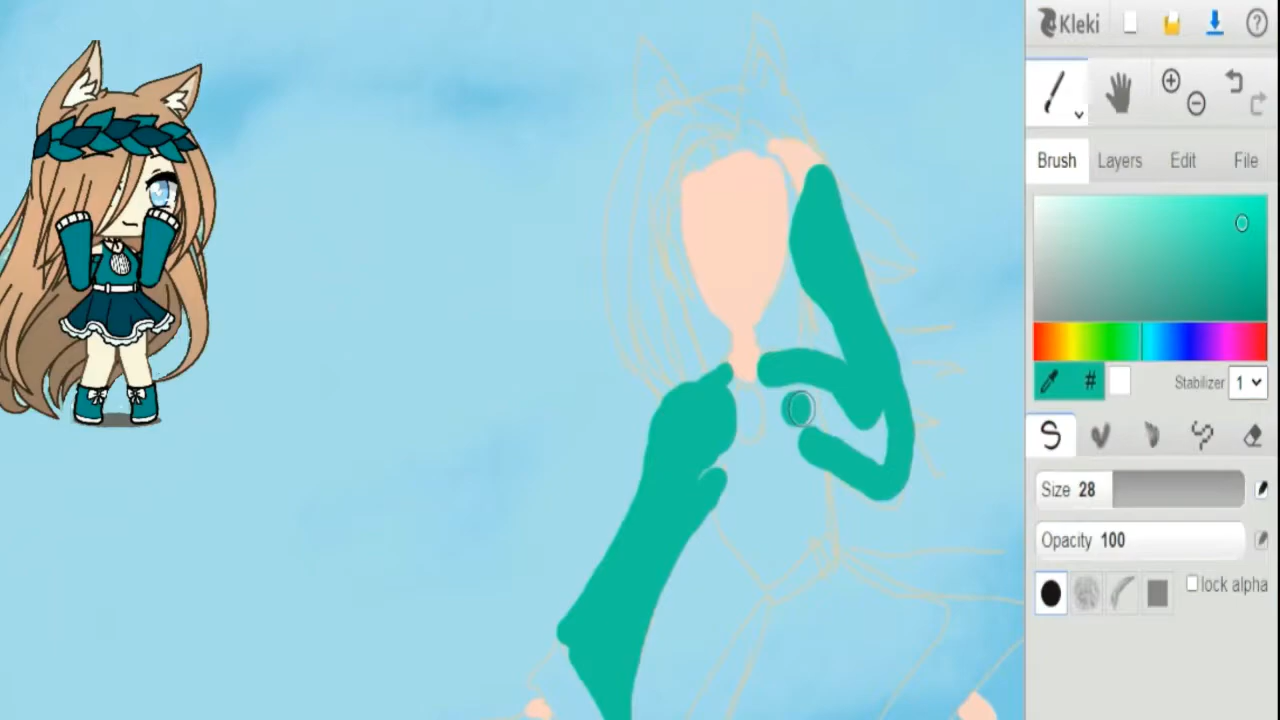 Kleki
Brush Layers Edit File
# Stabilizer 1
Size 28
Opacity 100
lock alpha